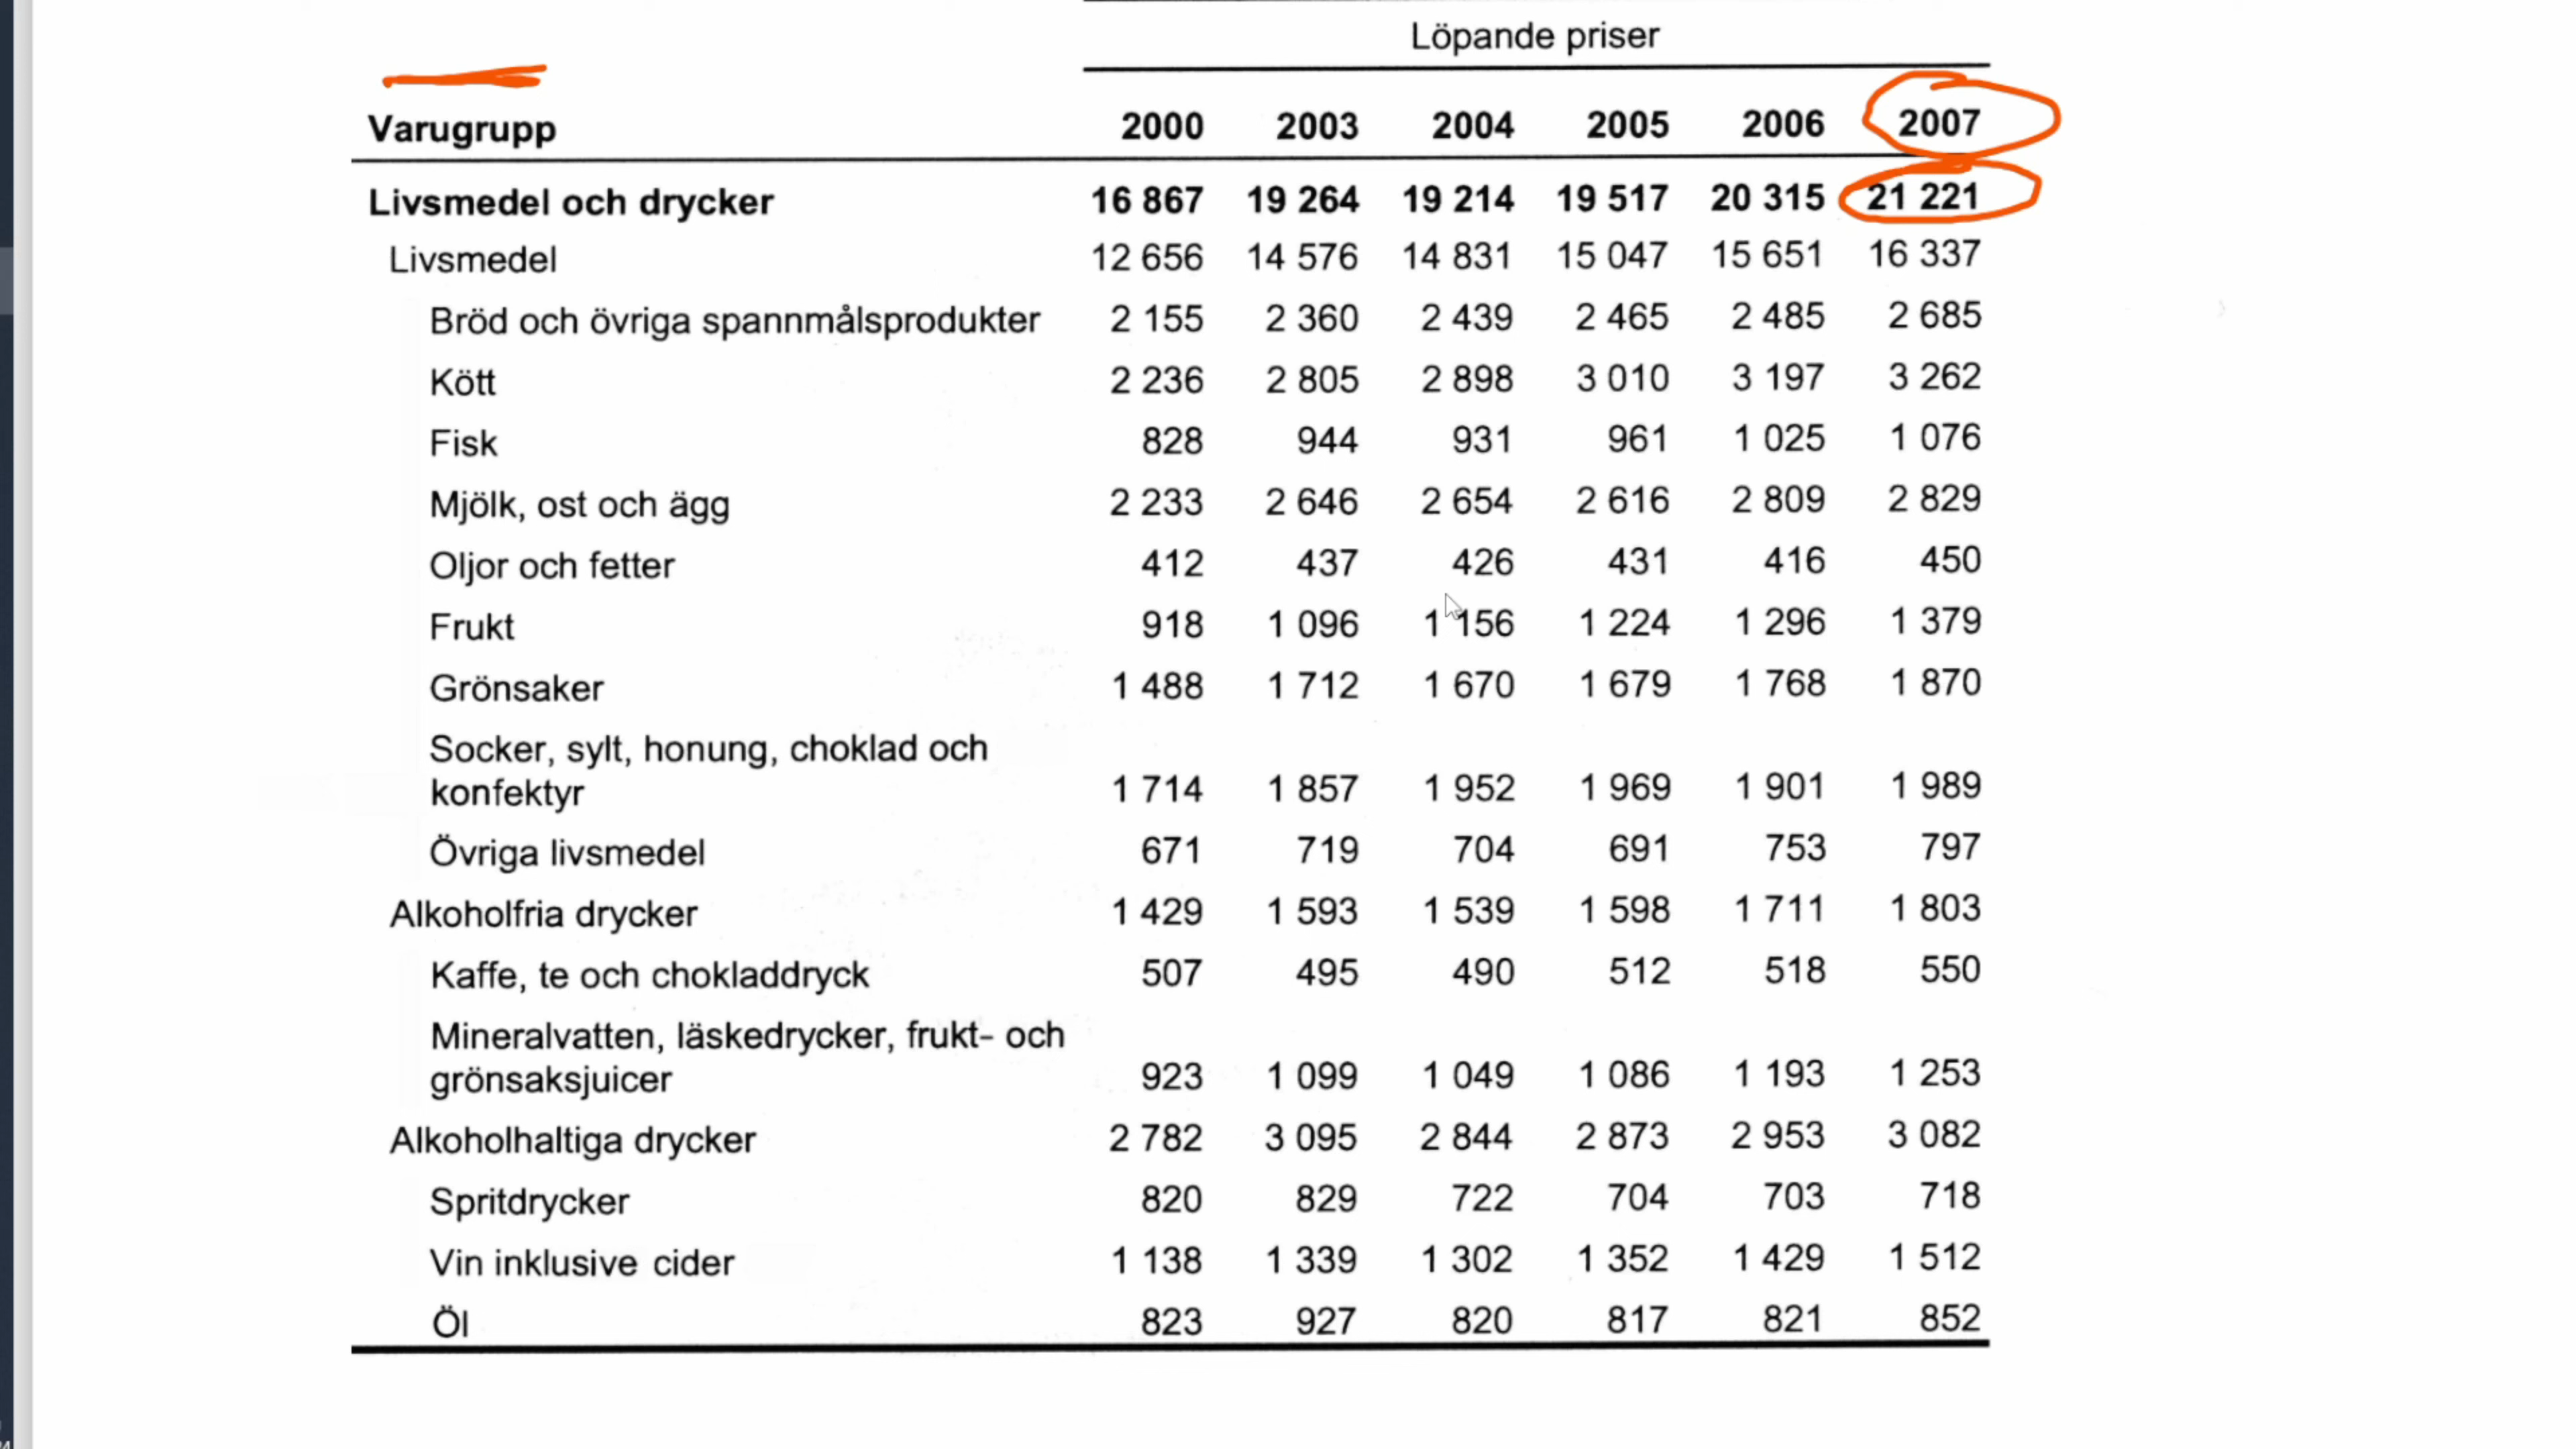 Löpande priser
Varugrupp 2000 2003 2004 2005 2006 2007
Livsmedel och drycker 16 867 19 264 19 214 19 517 20 315 21 221
Livsmedel 12 656 14 576 14 831 15 047 15 651 16 337
Bröd och övriga spannmålsprodukter 2 155 2 360 2 439 2 465 2 485 2 685
Kött 2 236 2 805 2 898 3 010 3 197 3 262
Fisk 828 944 931 961 1 025 1 076
Mjölk, ost och ägg 2 233 2 646 2 654 2 616 2 809 2 829
Oljor och fetter 412 437 426 431 416 450
Frukt 918 1 096 1 156 1 224 1 296 1 379
Grönsaker 1 488 1 712 1 670 1 679 1 768 1 870
Socker, sylt, honung, choklad och
konfektyr 1 714 1 857 1 952 1 969 1 901 1 989
Övriga livsmedel 671 719 704 691 753 797
Alkoholfria drycker 1 429 1 593 1 539 1 598 1 711 1 803
Kaffe, te och chokladdryck 507 495 490 512 518 550
Mineralvatten, läskedrycker, frukt- och
grönsaksjuicer 923 1 099 1 049 1 086 1 193 1 253
Alkoholhaltiga drycker 2 782 3 095 2 844 2 873 2 953 3 082
Spritdrycker 820 829 722 704 703 718
Vin inklusive cider 1 138 1 339 1 302 1 352 1 429 1 512
Öl 823 927 820 817 821 852